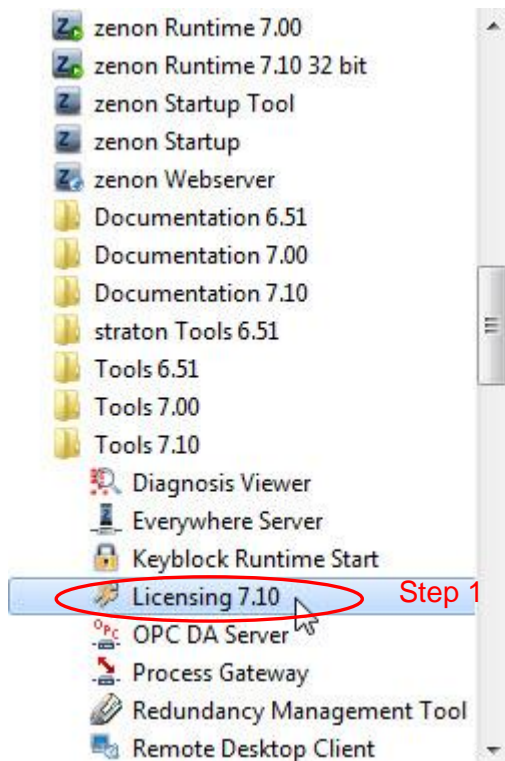 zenon Runtime 7.00
zenon Runtime 7.10 32 bit
zenon Startup Tool
zenon Startup
zenon Webserver
Documentation 6.51
Documentation 7.00
Documentation 7.10
straton Tools 6.51
Tools 6.51
Tools 7.00
Tools 7.10
Diagnosis Viewer
Everywhere Server
Keyblock Runtime Start
Licensing 7.10 Step 1
OPC DA Server
Process Gateway
Redundancy Management Tool
Remote Desktop Client